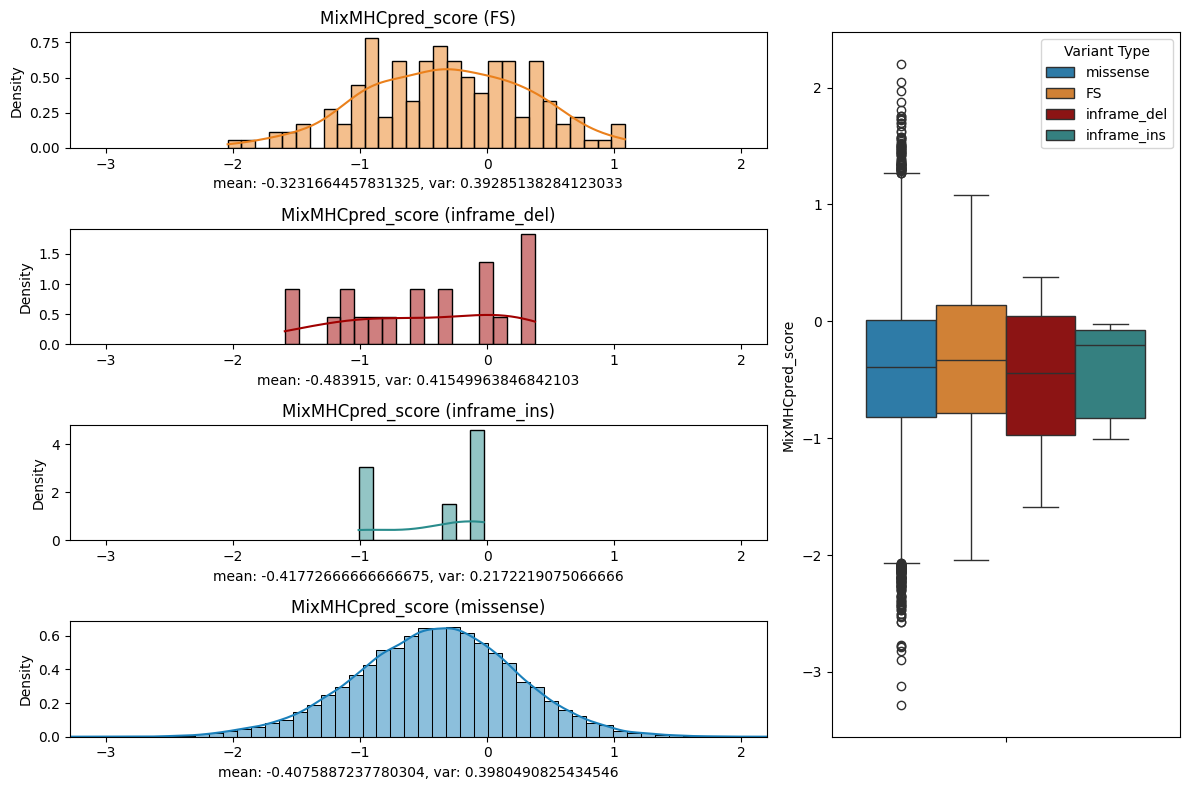 MixMHCpred_score (FS)
Density
0.75
0.50
0.25
0.00
−3 −2 −1 0 1 2
mean: -0.3231664457831325, var: 0.39285138284123033
MixMHCpred_score (inframe_del)
Density
1.5
1.0
0.5
0.0
−3 −2 −1 0 1 2
mean: -0.483915, var: 0.41549963846842103
MixMHCpred_score (inframe_ins)
Density
4
2
0
−3 −2 −1 0 1 2
mean: -0.41772666666666675, var: 0.2172219075066666
MixMHCpred_score (missense)
Density
0.6
0.4
0.2
0.0
−3 −2 −1 0 1 2
mean: -0.4075887237780304, var: 0.3980490825434546
MixMHCpred_score
2
1
0
−1
−2
−3
Variant Type
missense
FS
inframe_del
inframe_ins